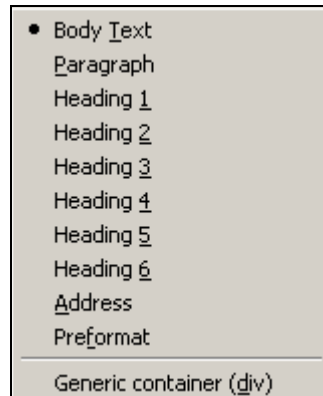 Body Text
Paragraph
Heading 1
Heading 2
Heading 3
Heading 4
Heading 5
Heading 6
Address
Preformat
Generic container (div)